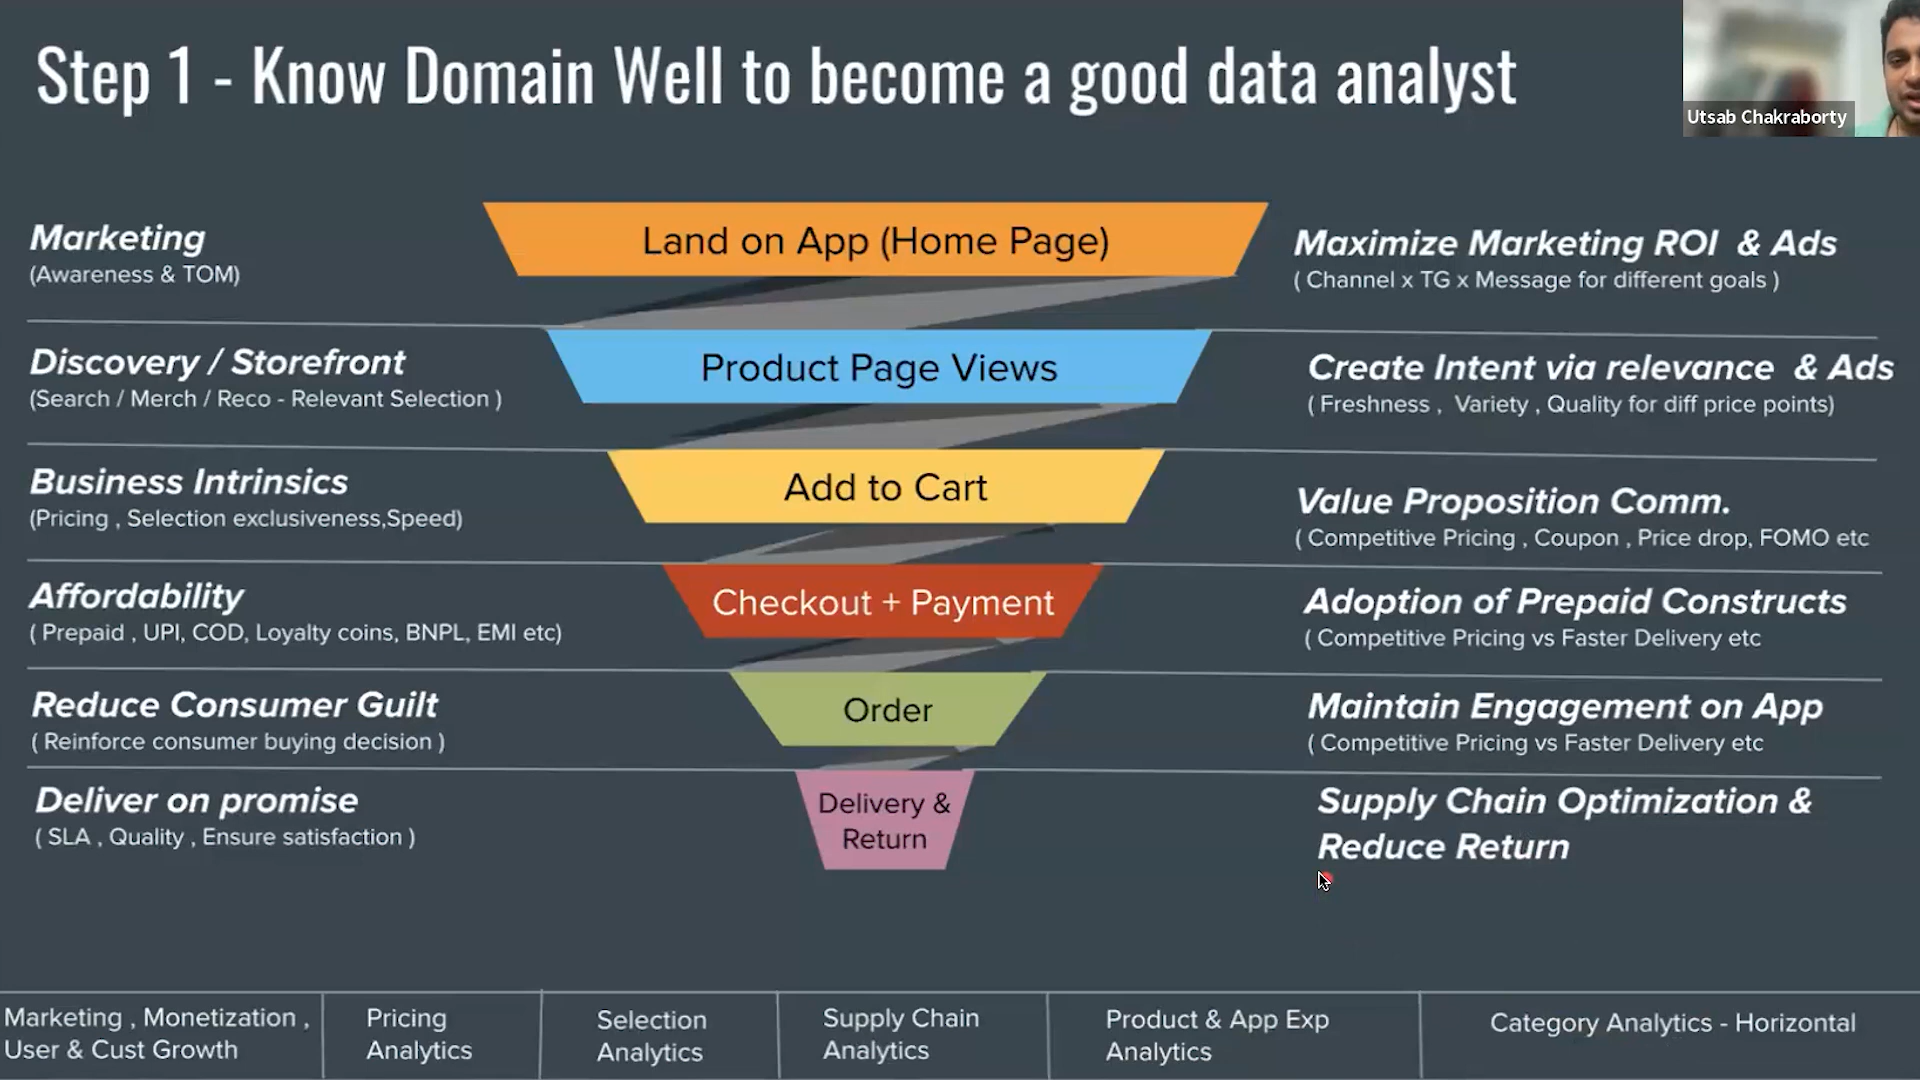 Step 1 - Know Domain Well to become a good data analyst
Utsab Chakraborty
Marketing
(Awareness & TOM)
Land on App (Home Page)
Maximize Marketing ROI & Ads
( Channel x TG x Message for different goals )
Discovery / Storefront
(Search / Merch / Reco - Relevant Selection )
Product Page Views
Create Intent via relevance & Ads
( Freshness , Variety , Quality for diff price points)
Business Intrinsics
(Pricing , Selection exclusiveness,Speed)
Add to Cart
Value Proposition Comm.
( Competitive Pricing , Coupon , Price drop, FOMO etc
Affordability
( Prepaid , UPI, COD, Loyalty coins, BNPL, EMI etc)
Checkout + Payment
Adoption of Prepaid Constructs
( Competitive Pricing vs Faster Delivery etc
Reduce Consumer Guilt
( Reinforce consumer buying decision )
Order
Maintain Engagement on App
( Competitive Pricing vs Faster Delivery etc
Deliver on promise
( SLA , Quality , Ensure satisfaction )
Delivery &
Return
Supply Chain Optimization &
Reduce Return
Marketing , Monetization ,
User & Cust Growth
Pricing
Analytics
Selection
Analytics
Supply Chain
Analytics
Product & App Exp
Analytics
Category Analytics - Horizontal